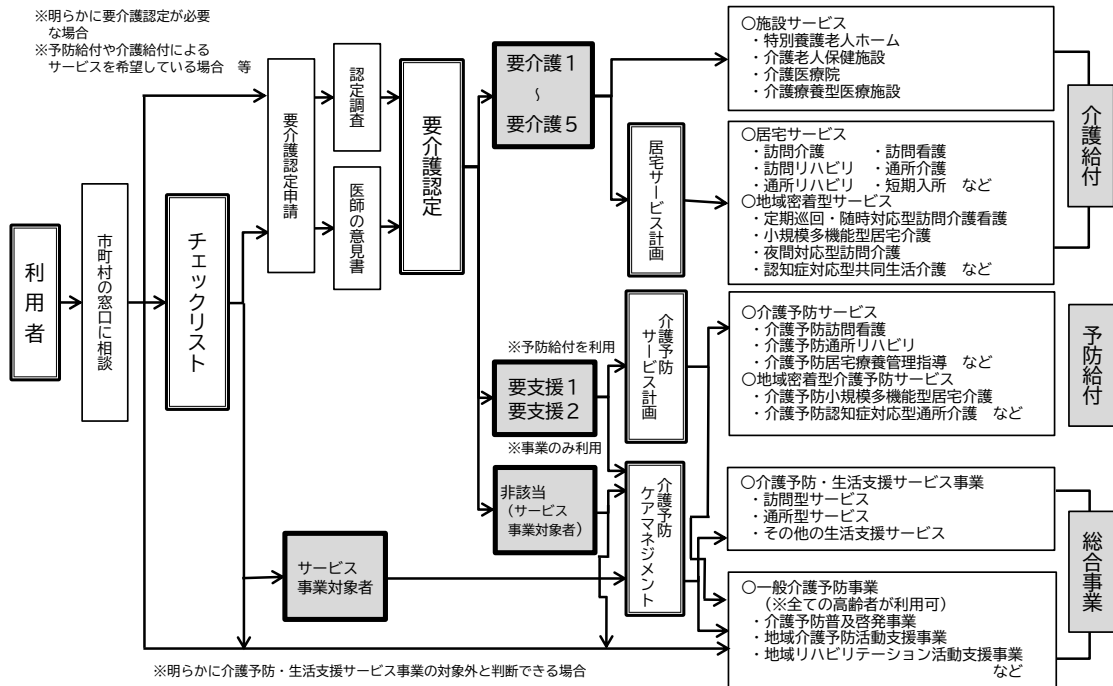 ※明らかに要介護認定が必要
な場合
※予防給付や介護給付による
サービスを希望している場合 等
利用者
市町村の窓口に相談
チェックリスト
要介護認定申請
認定調査
医師の意見書
要介護認定
要介護1
~
要介護5
居宅サービス計画
○施設サービス
・特別養護老人ホーム
・介護老人保健施設
・介護医療院
・介護療養型医療施設
○居宅サービス
・訪問介護 ・訪問看護
・訪問リハビリ ・通所介護
・通所リハビリ ・短期入所 など
○地域密着型サービス
・定期巡回・随時対応型訪問介護看護
・小規模多機能型居宅介護
・夜間対応型訪問介護
・認知症対応型共同生活介護 など
介護給付
※予防給付を利用
要支援1
要支援2
※事業のみ利用
介護予防
サービス計画
○介護予防サービス
・介護予防訪問看護
・介護予防通所リハビリ
・介護予防居宅療養管理指導 など
○地域密着型介護予防サービス
・介護予防小規模多機能型居宅介護
・介護予防認知症対応型通所介護 など
予防給付
非該当
(サービス
事業対象者)
サービス
事業対象者
介護予防
ケアマネジメント
○介護予防・生活支援サービス事業
・訪問型サービス
・通所型サービス
・その他の生活支援サービス
○一般介護予防事業
(※全ての高齢者が利用可)
・介護予防普及啓発事業
・地域介護予防活動支援事業
・地域リハビリテーション活動支援事業
など
総合事業
※明らかに介護予防・生活支援サービス事業の対象外と判断できる場合